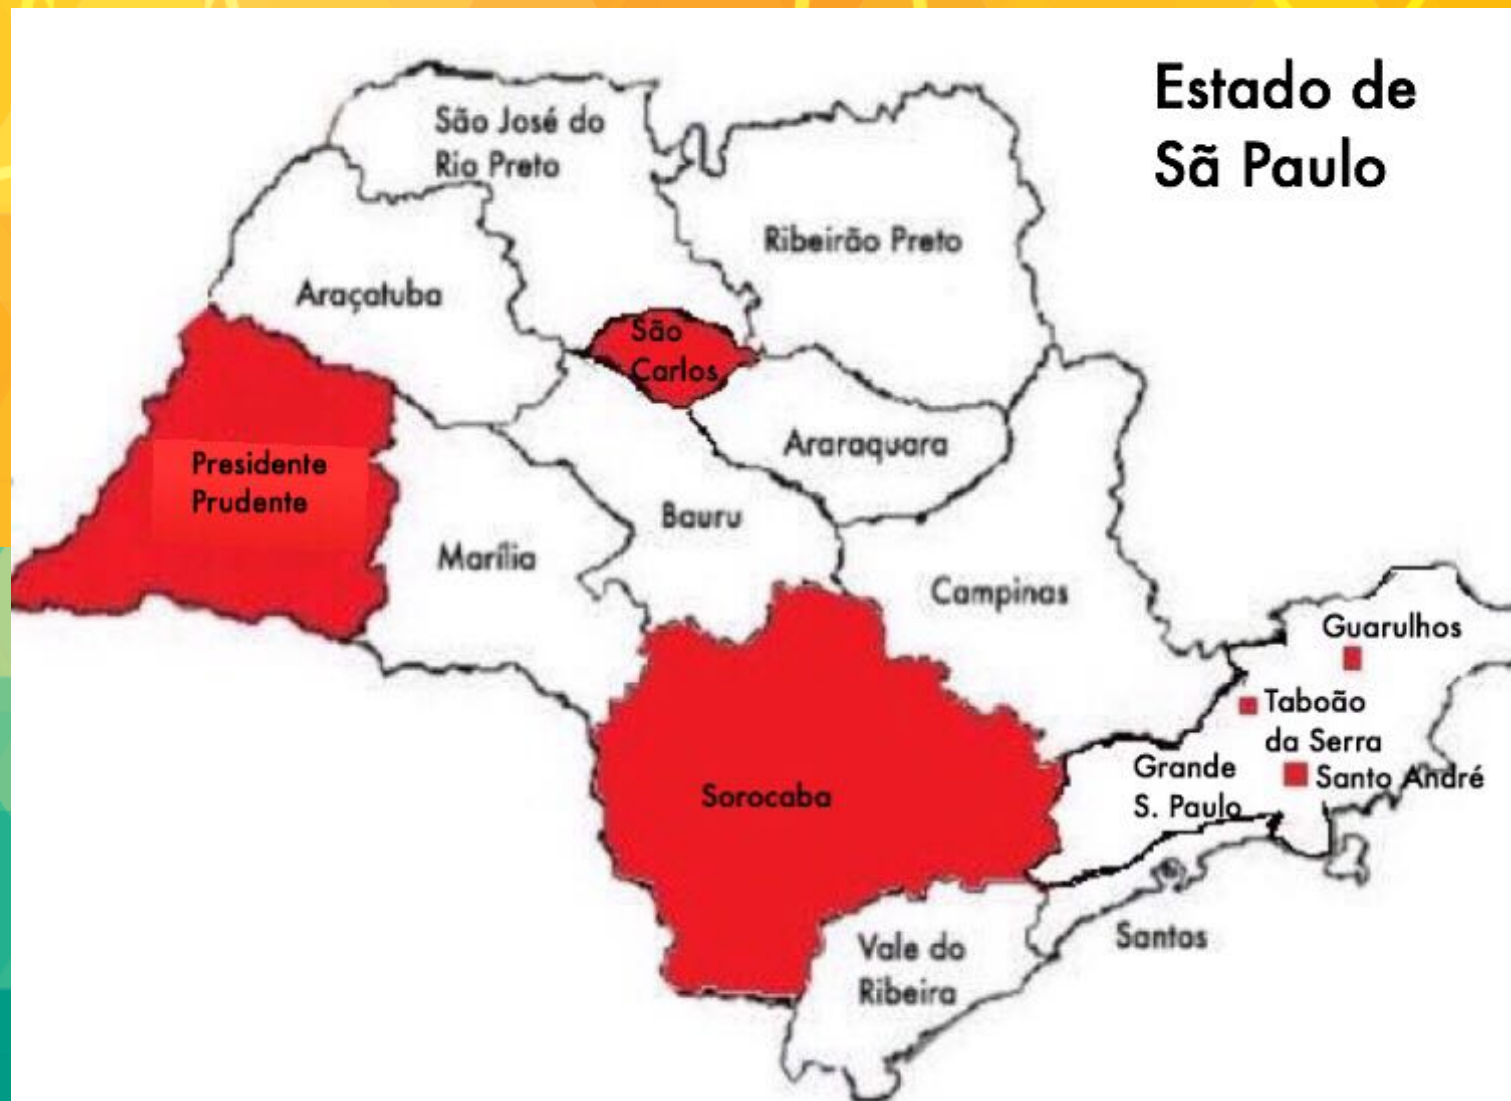 Estado de
Sã Paulo
São José do
Rio Preto
Ribeirão Preto
Araçatuba
São
Carlos
Araraquara
Presidente
Prudente
Bauru
Marília
Campinas
Guarulhos
Taboão
da Serra
Grande
S. Paulo
Santo André
Sorocaba
Vale do
Ribeira
Santos